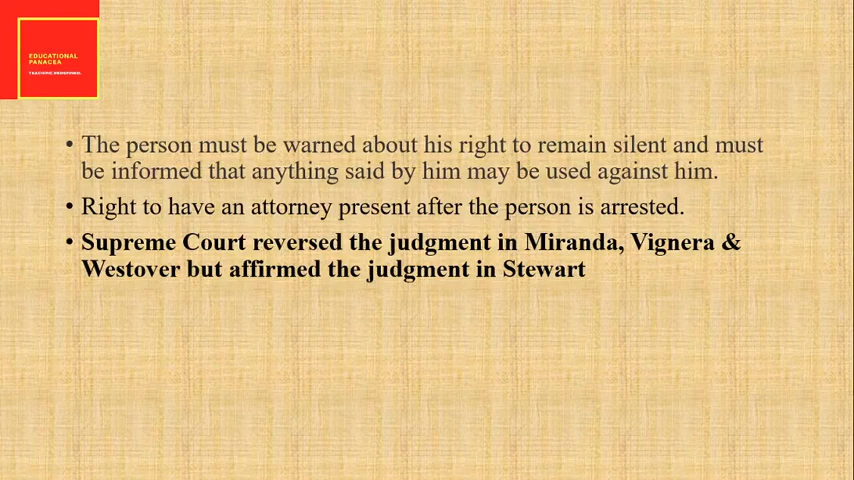 EDUCATIONAL
PANACEA
• The person must be warned about his right to remain silent and must
be informed that anything said by him may be used against him.
• Right to have an attorney present after the person is arrested.
• Supreme Court reversed the judgment in Miranda, Vignera &
Westover but affirmed the judgment in Stewart